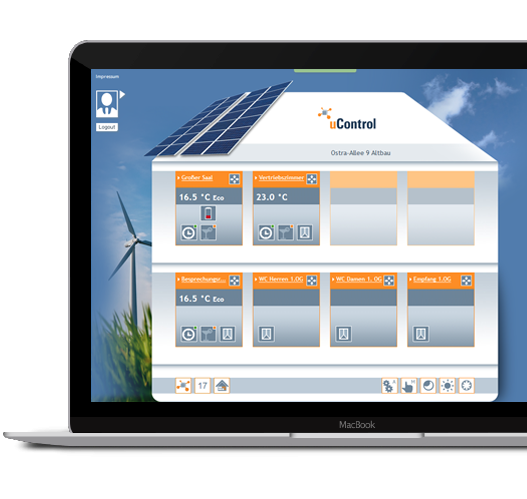 Impressum
Logout
uControl
Ostra-Allee 9 Altbau
Großer Saal
Vertriebszimmer
16.5 °C Eco
23.0 °C
Besprechungs...
WC Herren 1.OG
WC Damen 1. OG
Empfang 1.OG
16.5 °C Eco
17
MacBook